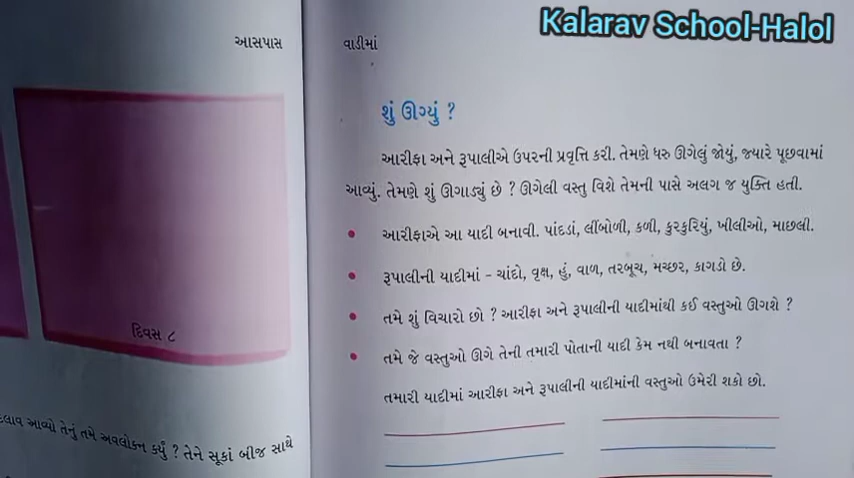 Kalarav School-Halol
આસપાસ
દિવસ ૮
આવ્યો તેનું તમે અવલોકન કર્યું ? તેને સૂકાં બીજ સાથે
વાડીમાં
શું ઊગ્યું ?
આરીફા અને રૂપાલીએ ઉપરની પ્રવૃત્તિ કરી. તેમણે ધરુ ઊગેલું જોયું, જ્યારે પૂછવામાં
આવ્યું. તેમણે શું ઊગાડ્યું છે ? ઊગેલી વસ્તુ વિશે તેમની પાસે અલગ જ યુક્તિ હતી.
• આરીફાએ આ યાદી બનાવી. પાંદડાં, લીંબોળી, કળી, કુરકુરિયું, ખીલીઓ, માછલી.
• રૂપાલીની યાદીમાં – ચાંદો, વૃક્ષ, હું, વાળ, તરબૂચ, મચ્છર, કાગડો છે.
• તમે શું વિચારો છો ? આરીફા અને રૂપાલીની યાદીમાંથી કઈ વસ્તુઓ ઊગશે ?
• તમે જે વસ્તુઓ ઊગે તેની તમારી પોતાની યાદી કેમ નથી બનાવતા ?
તમારી યાદીમાં આરીફા અને રૂપાલીની યાદીમાંની વસ્તુઓ ઉમેરી શકો છો.